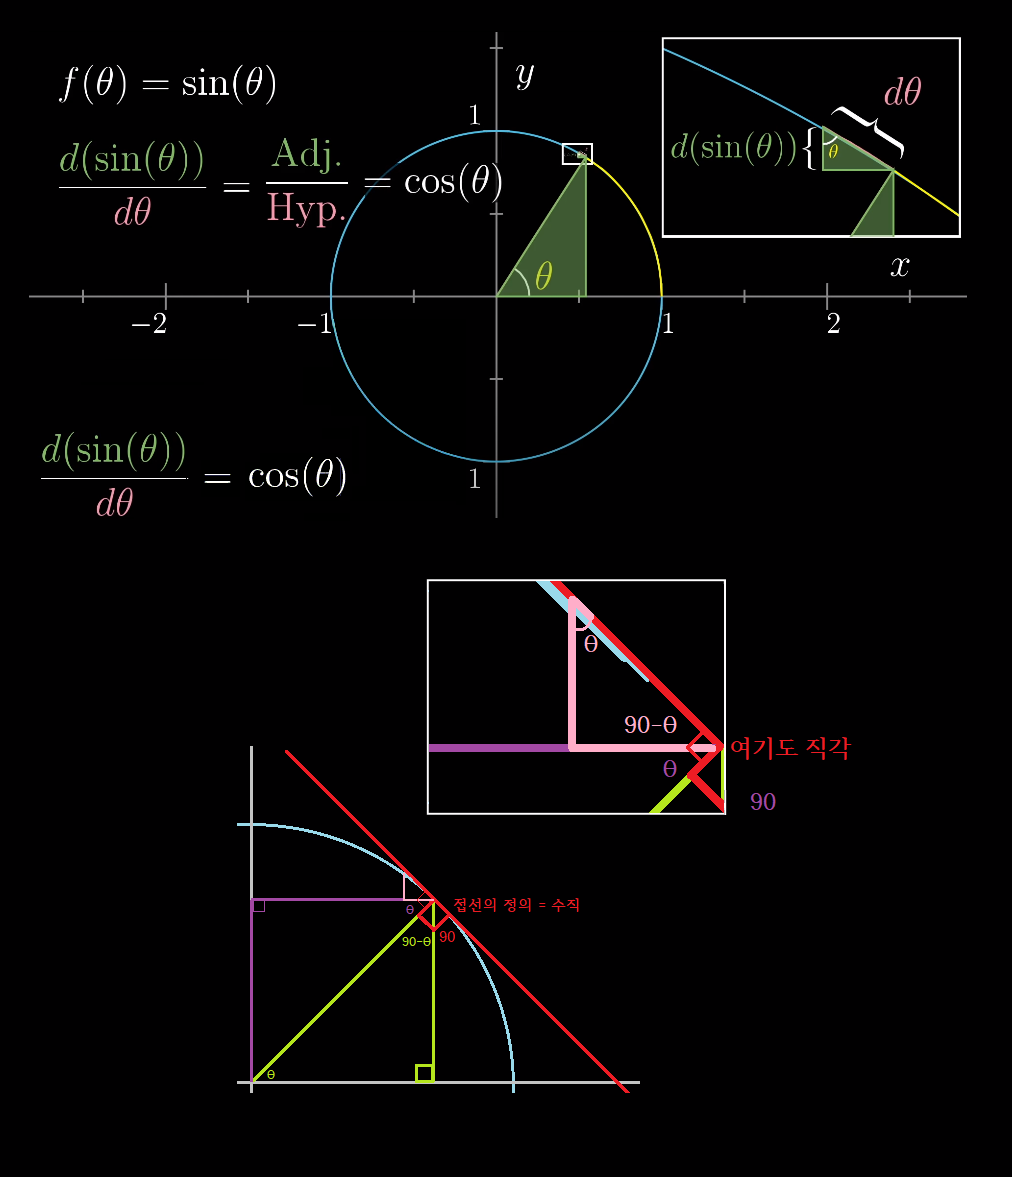 f(θ) = sin(θ)
d(sin(θ))/dθ = Adj./Hyp. = cos(θ)
y
1
θ
x
−2
−1
1
2
1
dθ
d(sin(θ)){
θ
d(sin(θ))/dθ = cos(θ)
θ
90-θ
여기도 직각
θ
90
접선의 정의 = 수직
θ
90-θ
90
θ